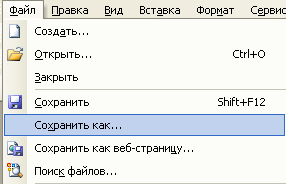 Файл Правка Вид Вставка Формат Сервис
Создать...
Открыть... Ctrl+O
Закрыть
Сохранить Shift+F12
Сохранить как...
Сохранить как веб-страницу...
Поиск файлов...